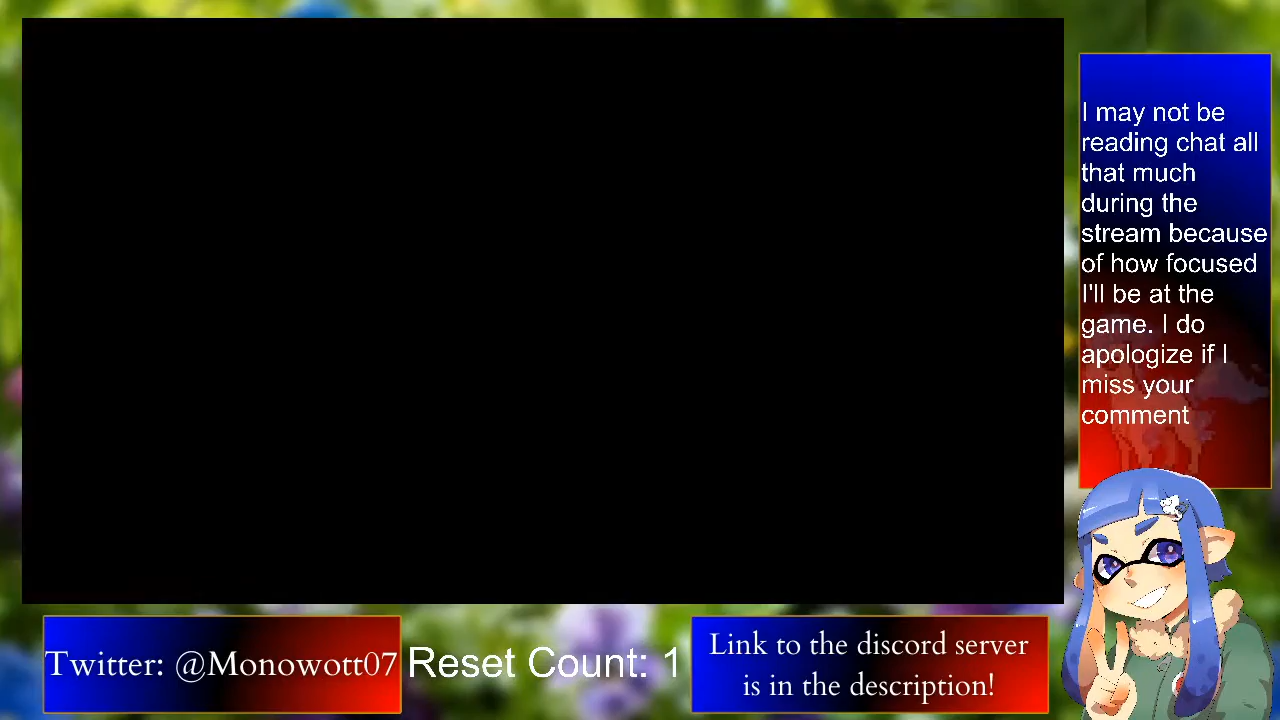 I may not be
reading chat all
that much
during the
stream because
of how focused
I'll be at the
game. I do
apologize if I
miss your
comment
Twitter: @Monowott07
Reset Count: 1
Link to the discord server
is in the description!